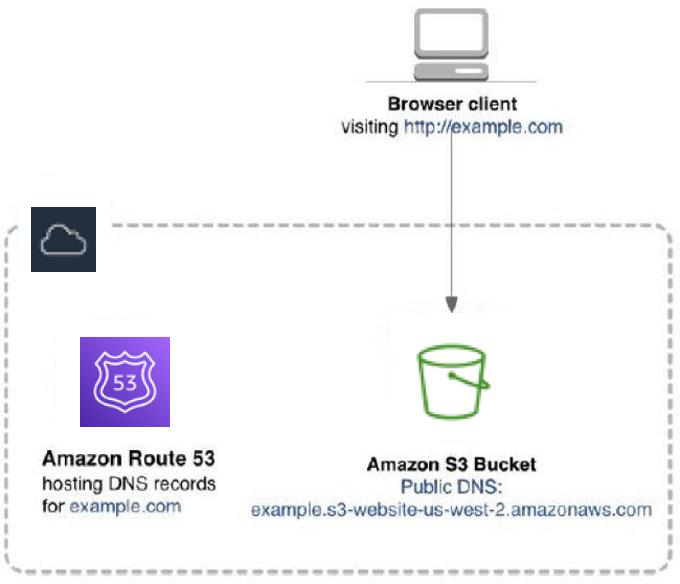 Browser client
visiting http://example.com
53
Amazon Route 53
hosting DNS records
for example.com
Amazon S3 Bucket
Public DNS:
example.s3-website-us-west-2.amazonaws.com